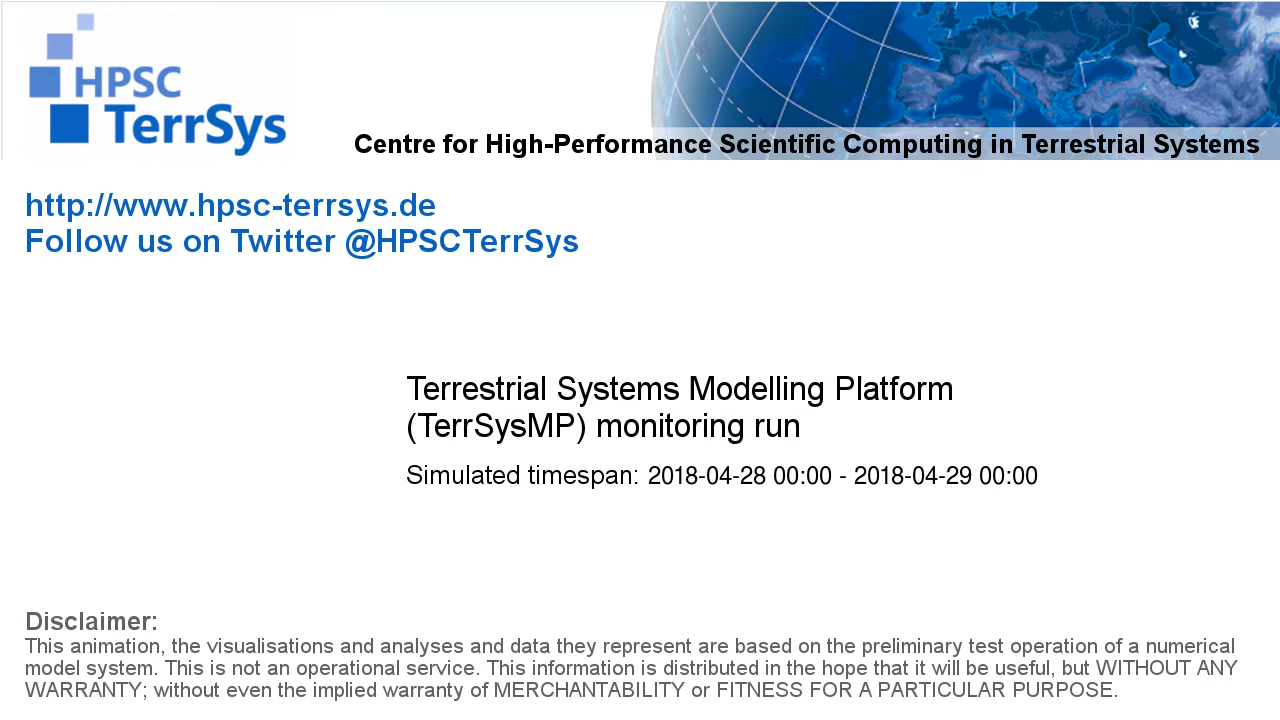 HPSC
TerrSys
Centre for High-Performance Scientific Computing in Terrestrial Systems
http://www.hpsc-terrsys.de
Follow us on Twitter @HPSCTerrSys
Terrestrial Systems Modelling Platform
(TerrSysMP) monitoring run
Simulated timespan: 2018-04-28 00:00 - 2018-04-29 00:00
Disclaimer:
This animation, the visualisations and analyses and data they represent are based on the preliminary test operation of a numerical
model system. This is not an operational service. This information is distributed in the hope that it will be useful, but WITHOUT ANY
WARRANTY; without even the implied warranty of MERCHANTABILITY or FITNESS FOR A PARTICULAR PURPOSE.